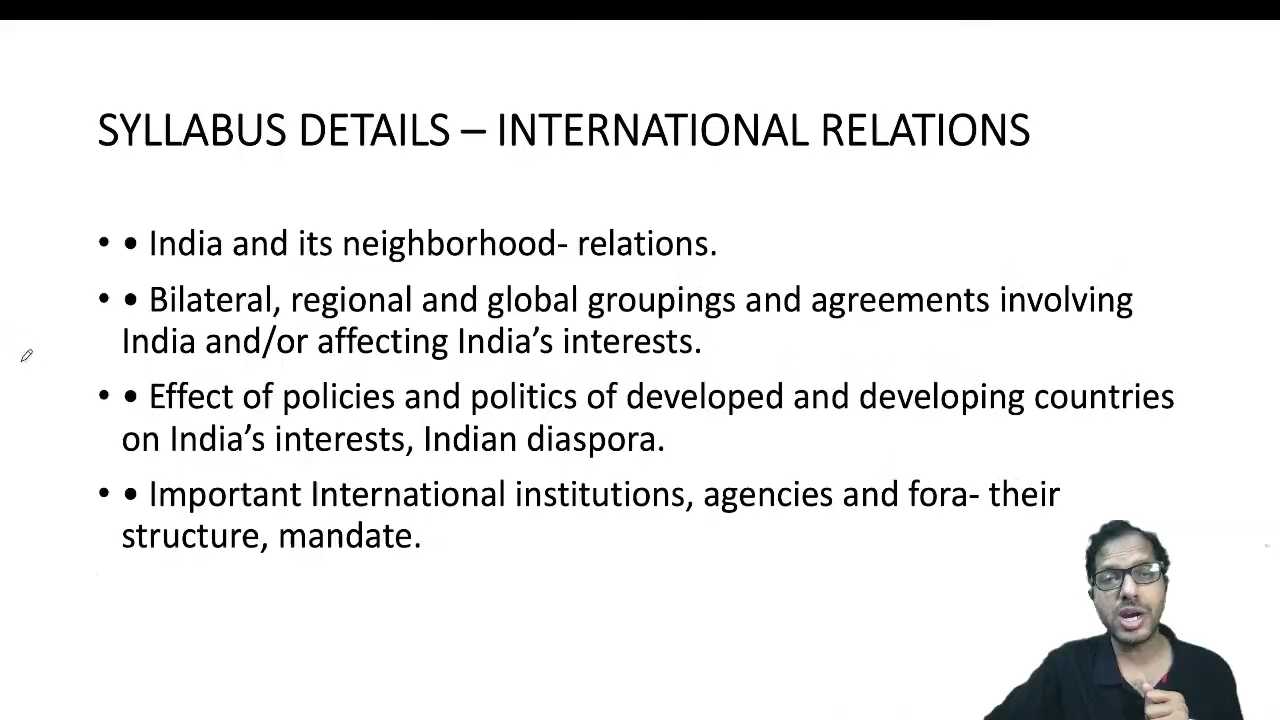 SYLLABUS DETAILS – INTERNATIONAL RELATIONS
• • India and its neighborhood- relations.
• • Bilateral, regional and global groupings and agreements involving
India and/or affecting India’s interests.
• • Effect of policies and politics of developed and developing countries
on India’s interests, Indian diaspora.
• • Important International institutions, agencies and fora- their
structure, mandate.